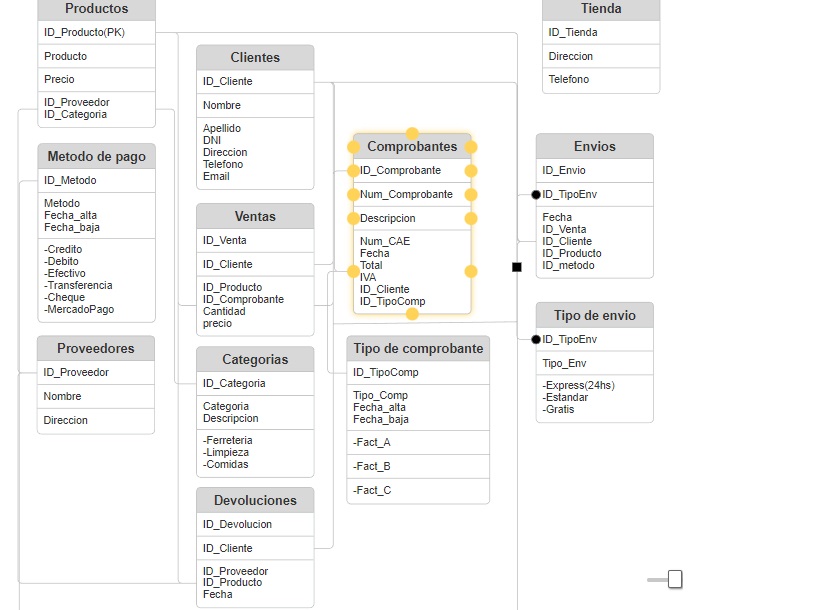 Productos
ID_Producto(PK)
Producto
Precio
ID_Proveedor
ID_Categoria
Metodo de pago
ID_Metodo
Metodo
Fecha_alta
Fecha_baja
-Credito
-Debito
-Efectivo
-Transferencia
-Cheque
-MercadoPago
Proveedores
ID_Proveedor
Nombre
Direccion
Clientes
ID_Cliente
Nombre
Apellido
DNI
Direccion
Telefono
Email
Ventas
ID_Venta
ID_Cliente
ID_Producto
ID_Comprobante
Cantidad
precio
Categorias
ID_Categoria
Categoria
Descripcion
-Ferreteria
-Limpieza
-Comidas
Devoluciones
ID_Devolucion
ID_Cliente
ID_Proveedor
ID_Producto
Fecha
Comprobantes
ID_Comprobante
Num_Comprobante
Descripcion
Num_CAE
Fecha
Total
IVA
ID_Cliente
ID_TipoComp
Tipo de comprobante
ID_TipoComp
Tipo_Comp
Fecha_alta
Fecha_baja
-Fact_A
-Fact_B
-Fact_C
Tienda
ID_Tienda
Direccion
Telefono
Envios
ID_Envio
ID_TipoEnv
Fecha
ID_Venta
ID_Cliente
ID_Producto
ID_metodo
Tipo de envio
ID_TipoEnv
Tipo_Env
-Express(24hs)
-Estandar
-Gratis